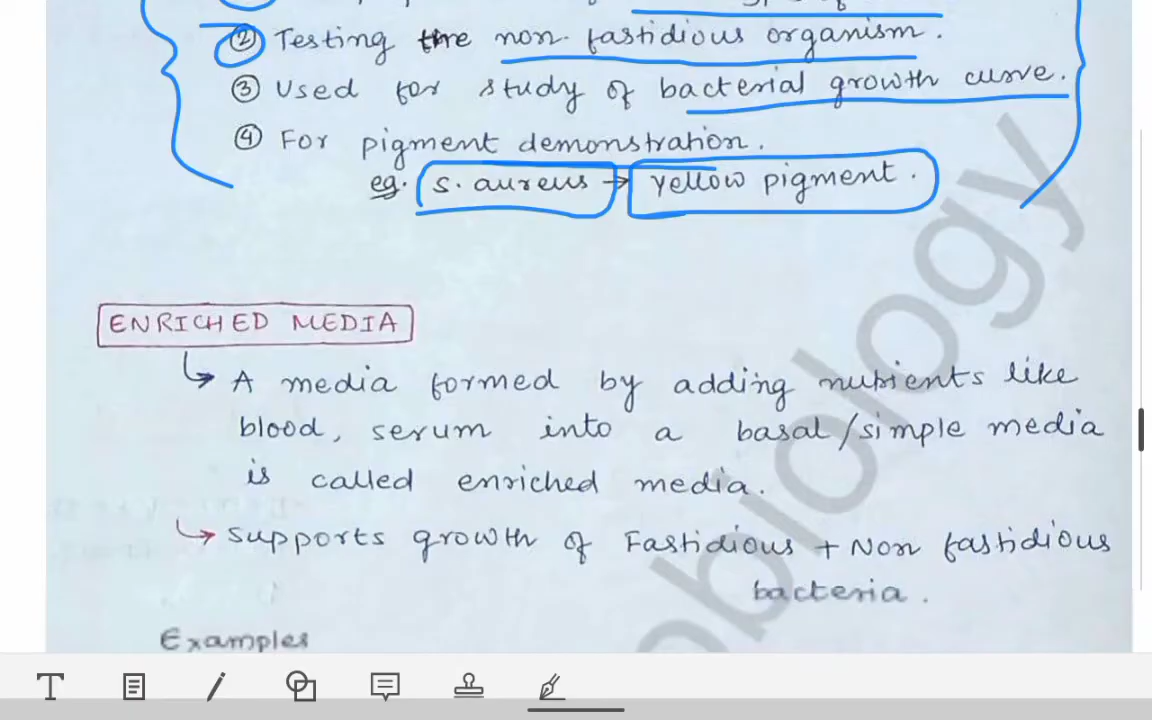 ② Testing the non-fastidious organism.
③ Used for study of bacterial growth curve.
④ For pigment demonstration.
eg. S. aureus → Yellow pigment.
ENRICHED MEDIA
↳ A media formed by adding nutrients like
blood, serum into a basal/simple media
is called enriched media.
↳ Supports growth of Fastidious + Non fastidious
bacteria.
Examples
T